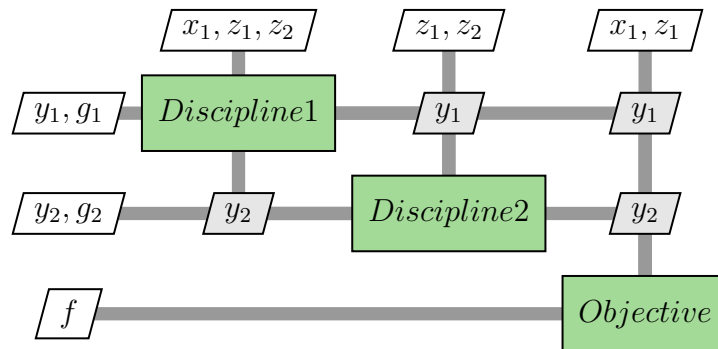 x₁, z₁, z₂ z₁, z₂ x₁, z₁
y₁, g₁ Discipline1 y₁ y₁
y₂, g₂ y₂ Discipline2 y₂
f Objective